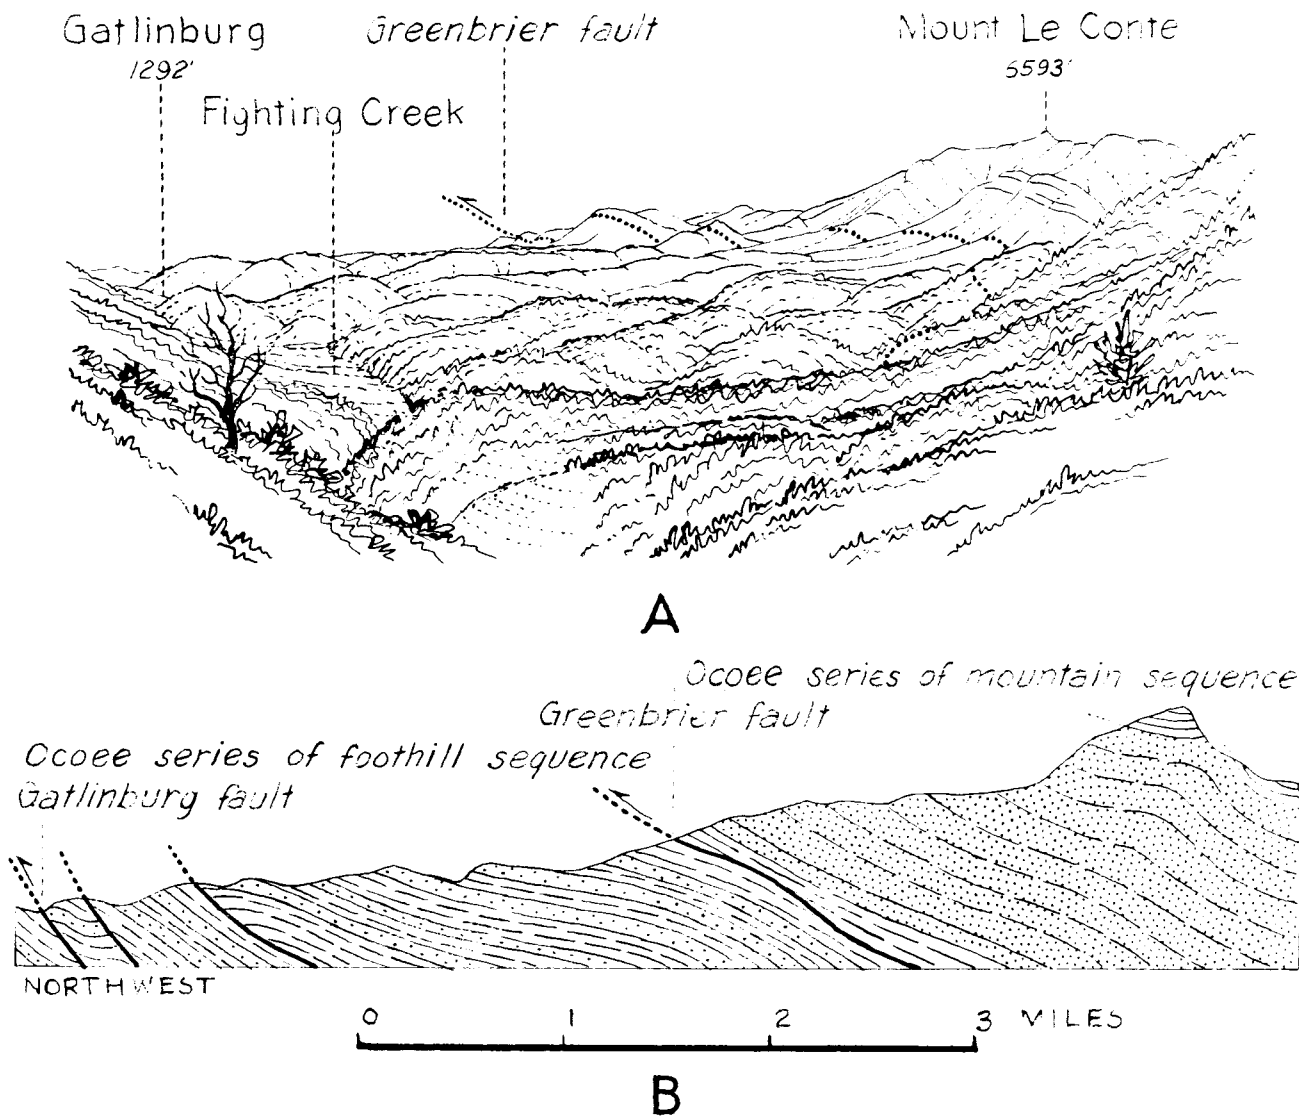 Gatlinburg
1292'
Greenbrier fault
Mount Le Conte
6593'
Fighting Creek
A
Ocoee series of mountain sequence
Greenbrier fault
Ocoee series of foothill sequence
Gatlinburg fault
NORTHWEST
0 1 2 3 MILES
B